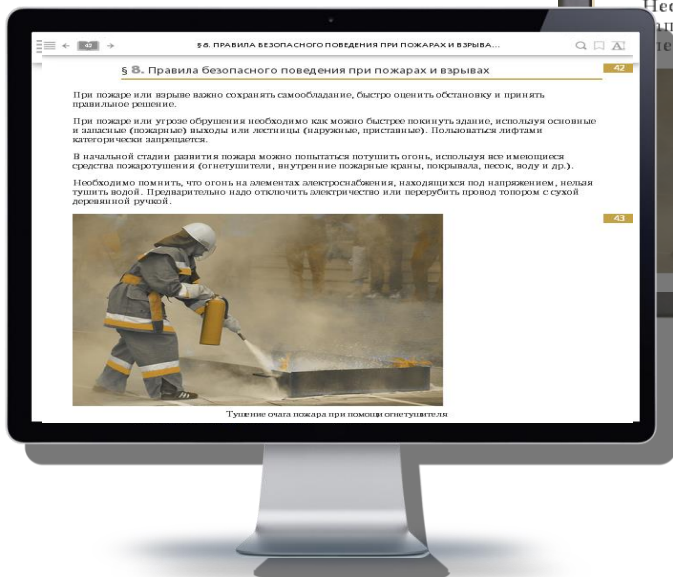 Нео
42
§ 8. ПРАВИЛА БЕЗОПАСНОГО ПОВЕДЕНИЯ ПРИ ПОЖАРАХ И ВЗРЫВА...
§ 8. Правила безопасного поведения при пожарах и взрывах
42
При пожаре или взрыве важно сохранять самообладание, быстро оценить обстановку и принять
правильное решение.
При пожаре или угрозе обрушения необходимо как можно быстрее покинуть здание, используя основные
и запасные (пожарные) выходы или лестницы (наружные, приставные). Пользоваться лифтами
категорически запрещается.
В начальной стадии развития пожара можно попытаться потушить огонь, используя все имеющиеся
средства пожаротушения (огнетушители, внутренние пожарные краны, покрывала, песок, воду и др.).
Необходимо помнить, что огонь на элементах электроснабжения, находящихся под напряжением, нельзя
тушить водой. Предварительно надо отключить электричество или перерубить провод топором с сухой
деревянной ручкой.
43
Тушение очага пожара при помощи огнетушителя